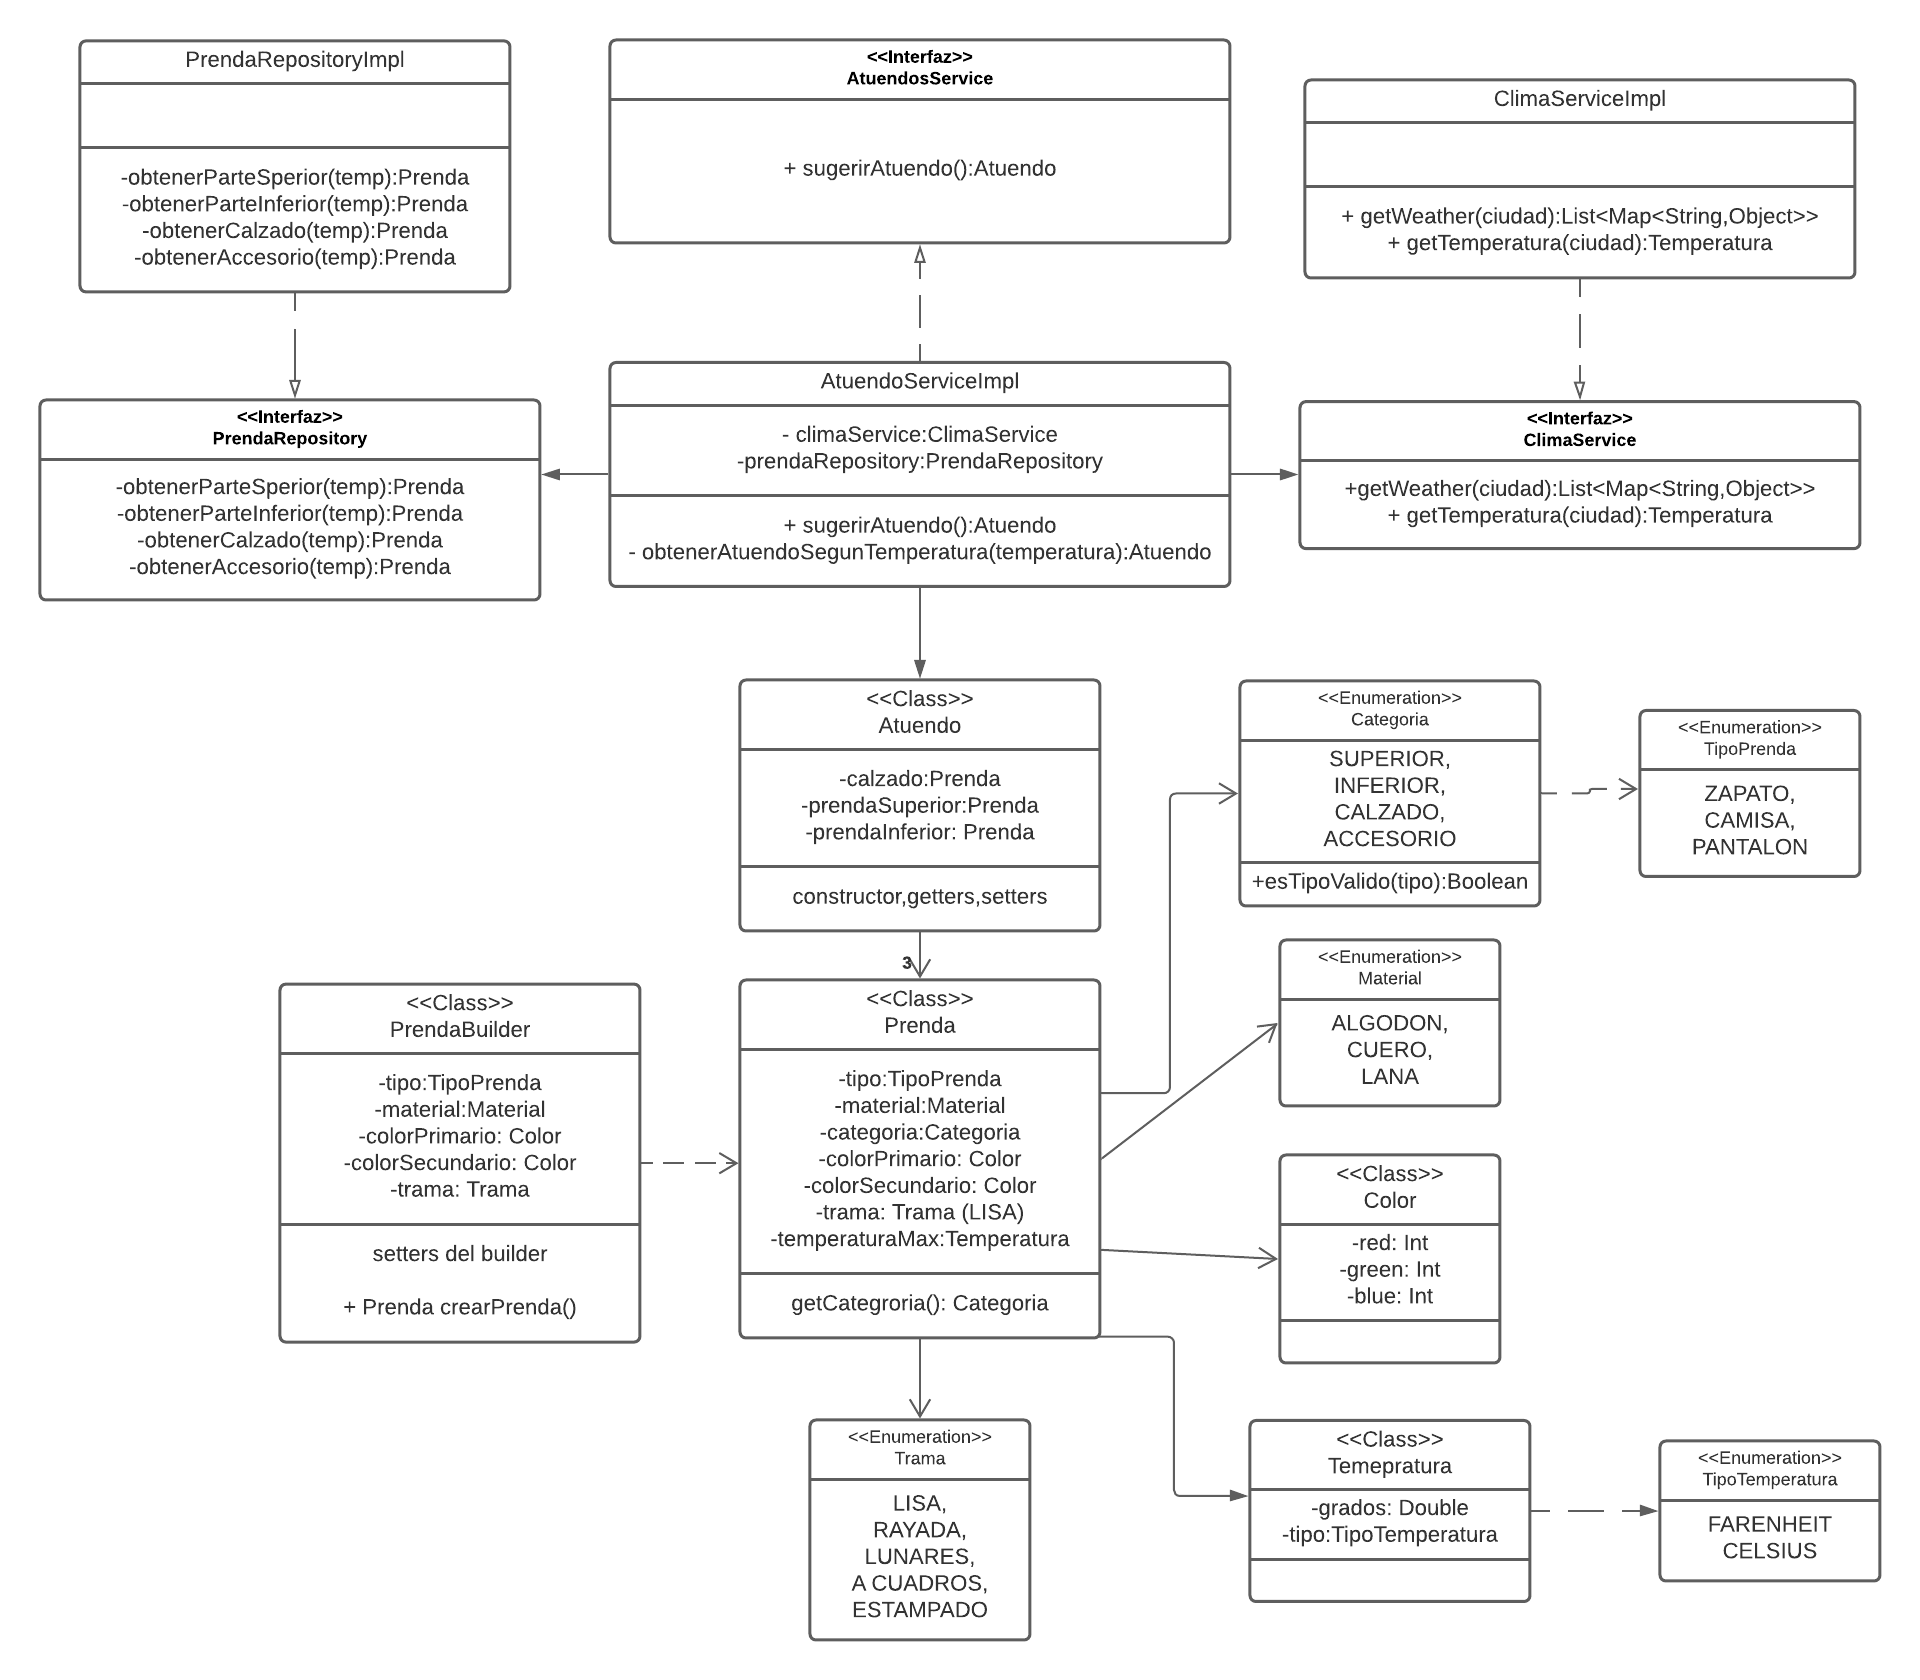 PrendaRepositoryImpl
-obtenerParteSperior(temp):Prenda
-obtenerParteInferior(temp):Prenda
-obtenerCalzado(temp):Prenda
-obtenerAccesorio(temp):Prenda
<<Interfaz>>
AtuendosService
+ sugerirAtuendo():Atuendo
ClimaServiceImpl
+ getWeather(ciudad):List<Map<String,Object>>
+ getTemperatura(ciudad):Temperatura
<<Interfaz>>
PrendaRepository
-obtenerParteSperior(temp):Prenda
-obtenerParteInferior(temp):Prenda
-obtenerCalzado(temp):Prenda
-obtenerAccesorio(temp):Prenda
AtuendoServiceImpl
- climaService:ClimaService
-prendaRepository:PrendaRepository
+ sugerirAtuendo():Atuendo
- obtenerAtuendoSegunTemperatura(temperatura):Atuendo
<<Interfaz>>
ClimaService
+getWeather(ciudad):List<Map<String,Object>>
+ getTemperatura(ciudad):Temperatura
<<Class>>
Atuendo
-calzado:Prenda
-prendaSuperior:Prenda
-prendaInferior: Prenda
constructor,getters,setters
3
<<Enumeration>>
Categoria
SUPERIOR,
INFERIOR,
CALZADO,
ACCESORIO
+esTipoValido(tipo):Boolean
<<Enumeration>>
TipoPrenda
ZAPATO,
CAMISA,
PANTALON
<<Class>>
PrendaBuilder
-tipo:TipoPrenda
-material:Material
-colorPrimario: Color
-colorSecundario: Color
-trama: Trama
setters del builder
+ Prenda crearPrenda()
<<Class>>
Prenda
-tipo:TipoPrenda
-material:Material
-categoria:Categoria
-colorPrimario: Color
-colorSecundario: Color
-trama: Trama (LISA)
-temperaturaMax:Temperatura
getCategroria(): Categoria
<<Enumeration>>
Material
ALGODON,
CUERO,
LANA
<<Class>>
Color
-red: Int
-green: Int
-blue: Int
<<Enumeration>>
Trama
LISA,
RAYADA,
LUNARES,
A CUADROS,
ESTAMPADO
<<Class>>
Temepratura
-grados: Double
-tipo:TipoTemperatura
<<Enumeration>>
TipoTemperatura
FARENHEIT
CELSIUS